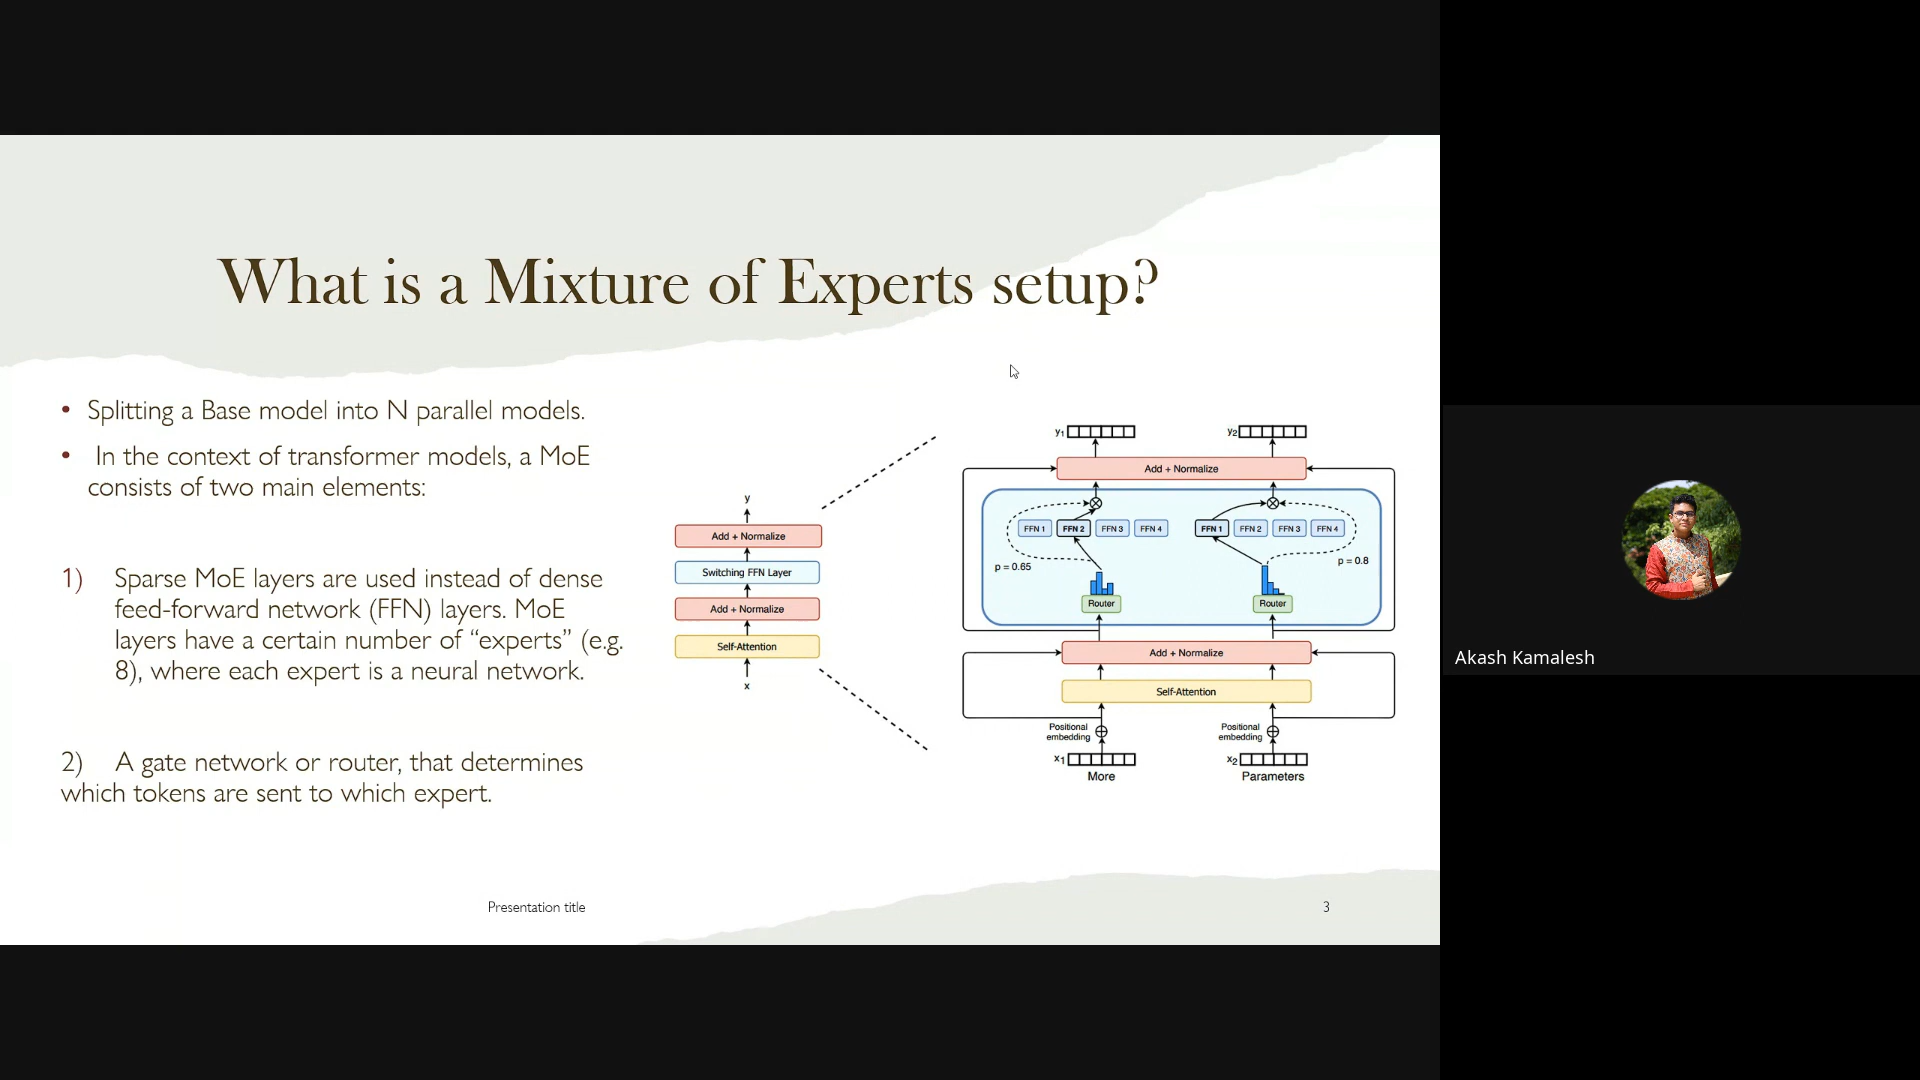 What is a Mixture of Experts setup?
• Splitting a Base model into N parallel models.
• In the context of transformer models, a MoE
consists of two main elements:
1) Sparse MoE layers are used instead of dense
feed-forward network (FFN) layers. MoE
layers have a certain number of “experts” (e.g.
8), where each expert is a neural network.
2) A gate network or router, that determines
which tokens are sent to which expert.
y
Add + Normalize
Switching FFN Layer
Add + Normalize
Self-Attention
x
y1 y2
Add + Normalize
FFN 1 FFN 2 FFN 3 FFN 4 FFN 1 FFN 2 FFN 3 FFN 4
p = 0.65 p = 0.8
Router Router
Add + Normalize
Self-Attention
Positional
embedding
Positional
embedding
x1 x2
More Parameters
Presentation title 3
Akash Kamalesh